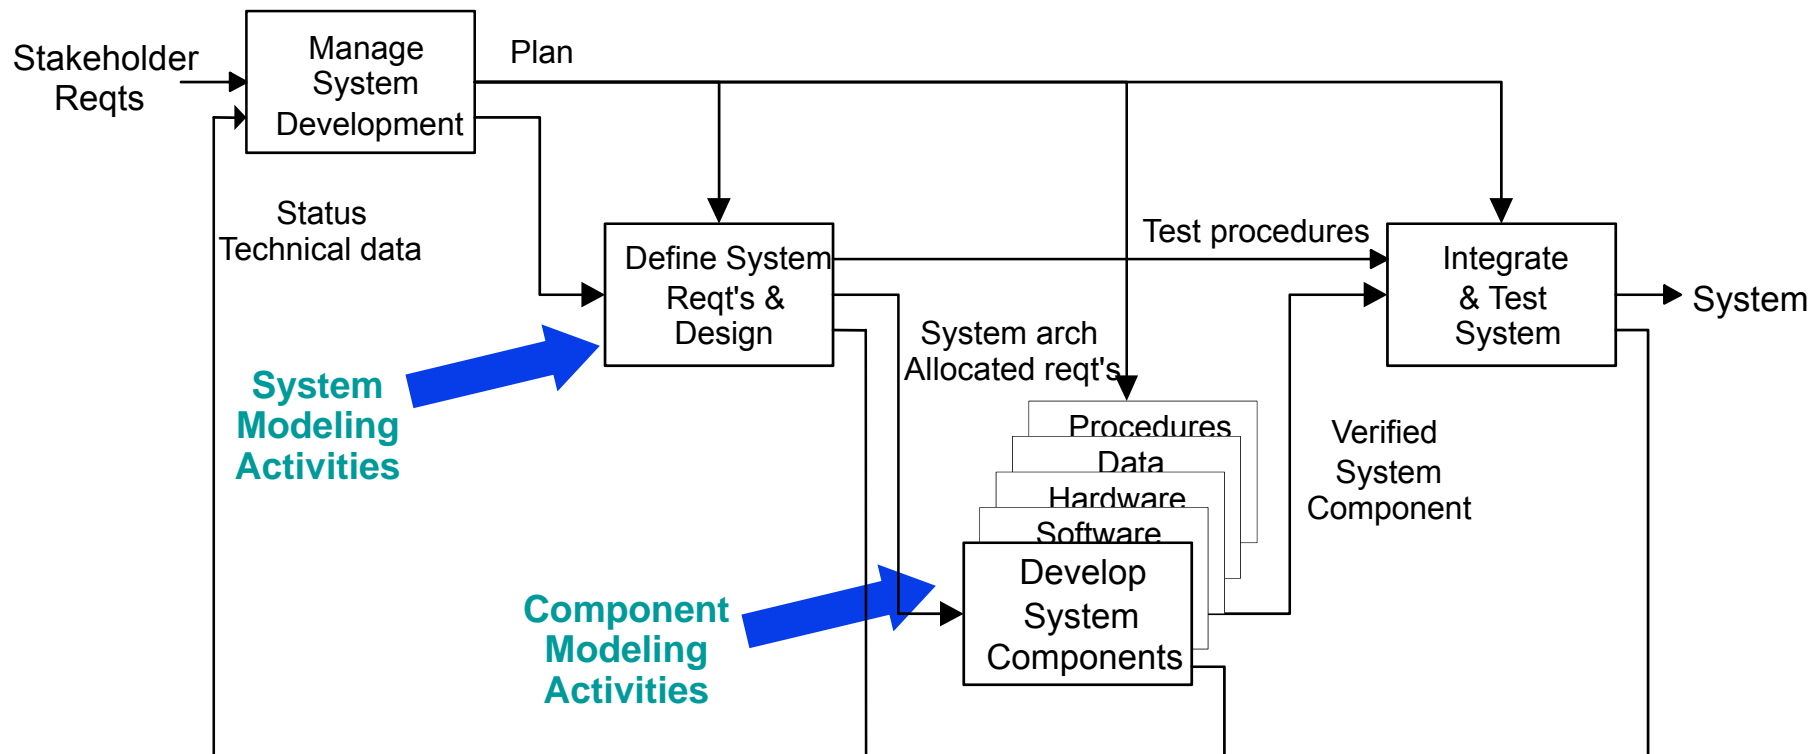 Stakeholder
Reqts
Manage
System
Development
Plan
Status
Technical data
Define System
Reqt's &
Design
Test procedures
Integrate
& Test
System
System
System arch
Allocated reqt's
System
Modeling
Activities
Procedures
Data
Hardware
Software
Develop
System
Components
Verified
System
Component
Component
Modeling
Activities